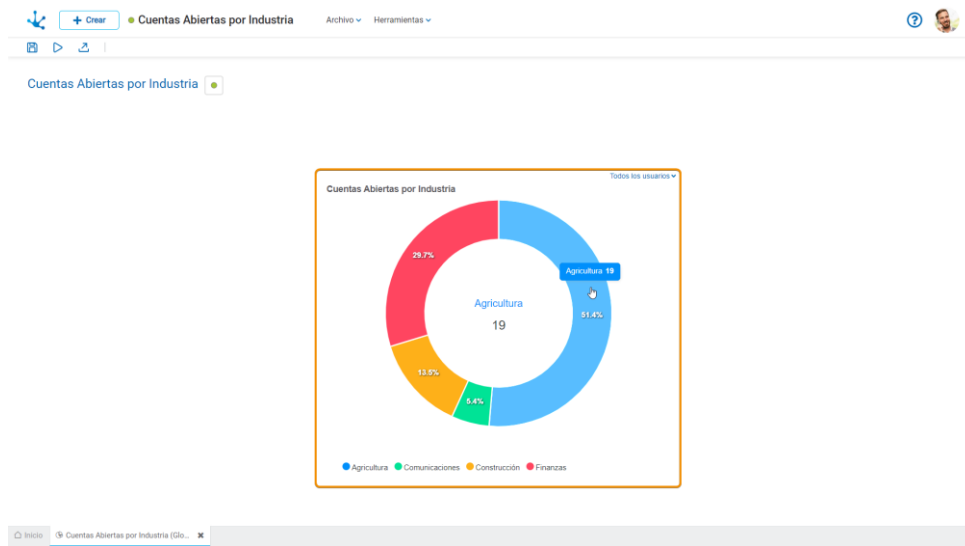 + Crear
Cuentas Abiertas por Industria
Archivo
Herramientas
?
Cuentas Abiertas por Industria
Todos los usuarios
Cuentas Abiertas por Industria
29.7%
Agricultura 19
Agricultura
19
51.4%
13.5%
5.4%
Agricultura Comunicaciones Construcción Finanzas
Inicio
Cuentas Abiertas por Industria (Glo...